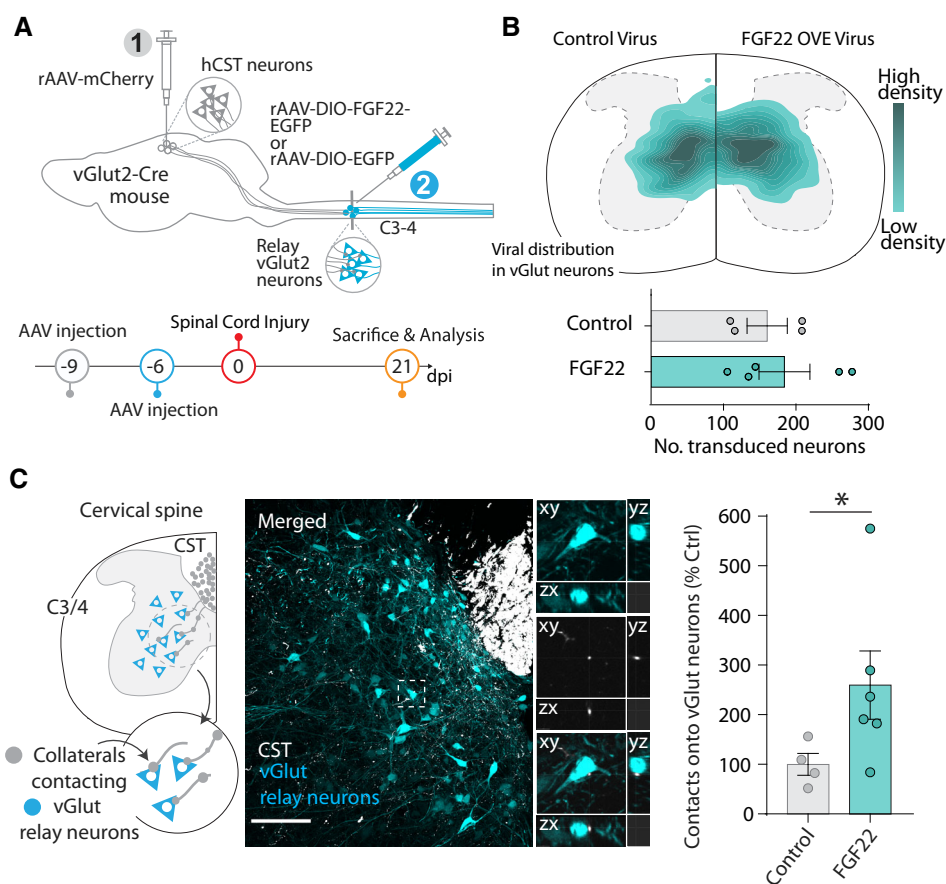 A
1
rAAV-mCherry
hCST neurons
rAAV-DIO-FGF22-
EGFP
or
rAAV-DIO-EGFP
2
vGlut2-Cre
mouse
C3-4
Relay
vGlut2
neurons
AAV injection
Spinal Cord Injury
Sacrifice & Analysis
-9
-6
0
21
dpi
AAV injection
B
Control Virus
FGF22 OVE Virus
High
density
Low
density
Viral distribution
in vGlut neurons
Control
FGF22
0
100
200
300
No. transduced neurons
C
Cervical spine
CST
C3/4
Collaterals
contacting
vGlut
relay neurons
Merged
CST
vGlut
relay neurons
xy
yz
zx
xy
yz
zx
xy
yz
zx
*
Contacts onto vGlut neurons (% Ctrl)
600
500
400
300
200
100
0
Control
FGF22